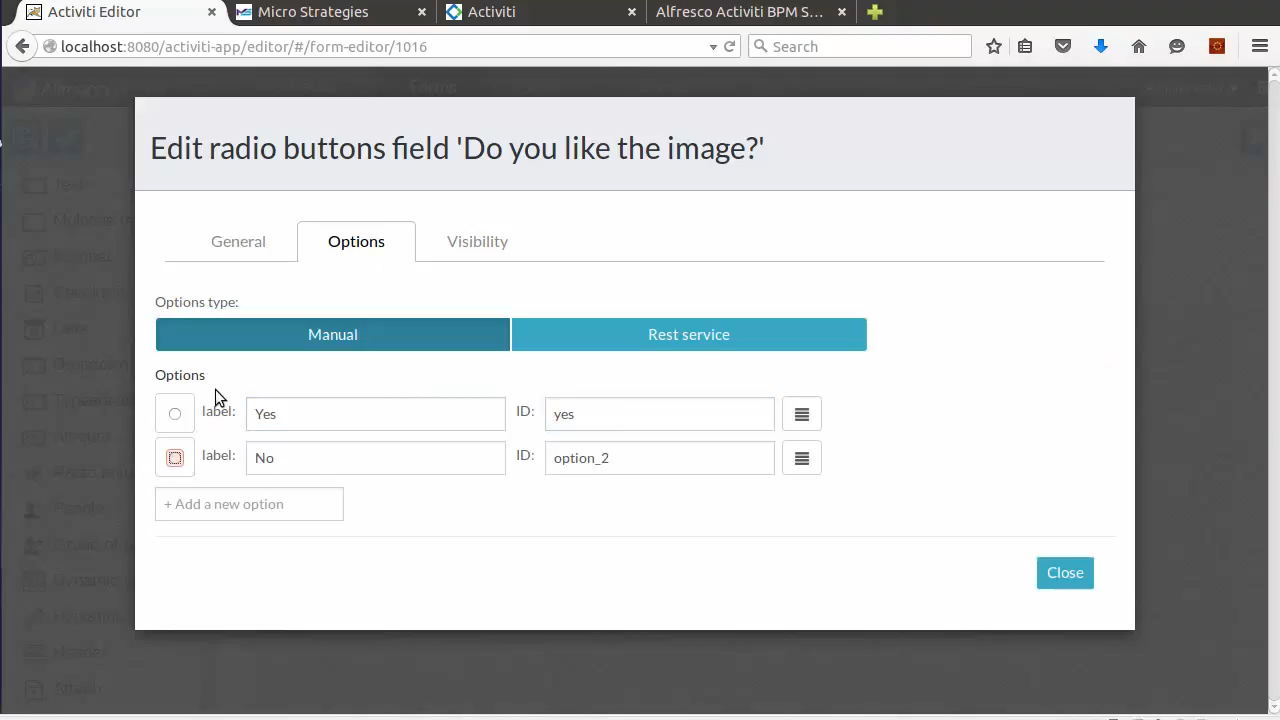 Activiti Editor
Micro Strategies
Activiti
Alfresco Activiti BPM S...
localhost:8080/activiti-app/editor/#/form-editor/1016
Search
Edit radio buttons field 'Do you like the image?'
General
Options
Visibility
Options type:
Manual
Rest service
Options
label: Yes ID: yes
label: No ID: option_2
+ Add a new option
Close